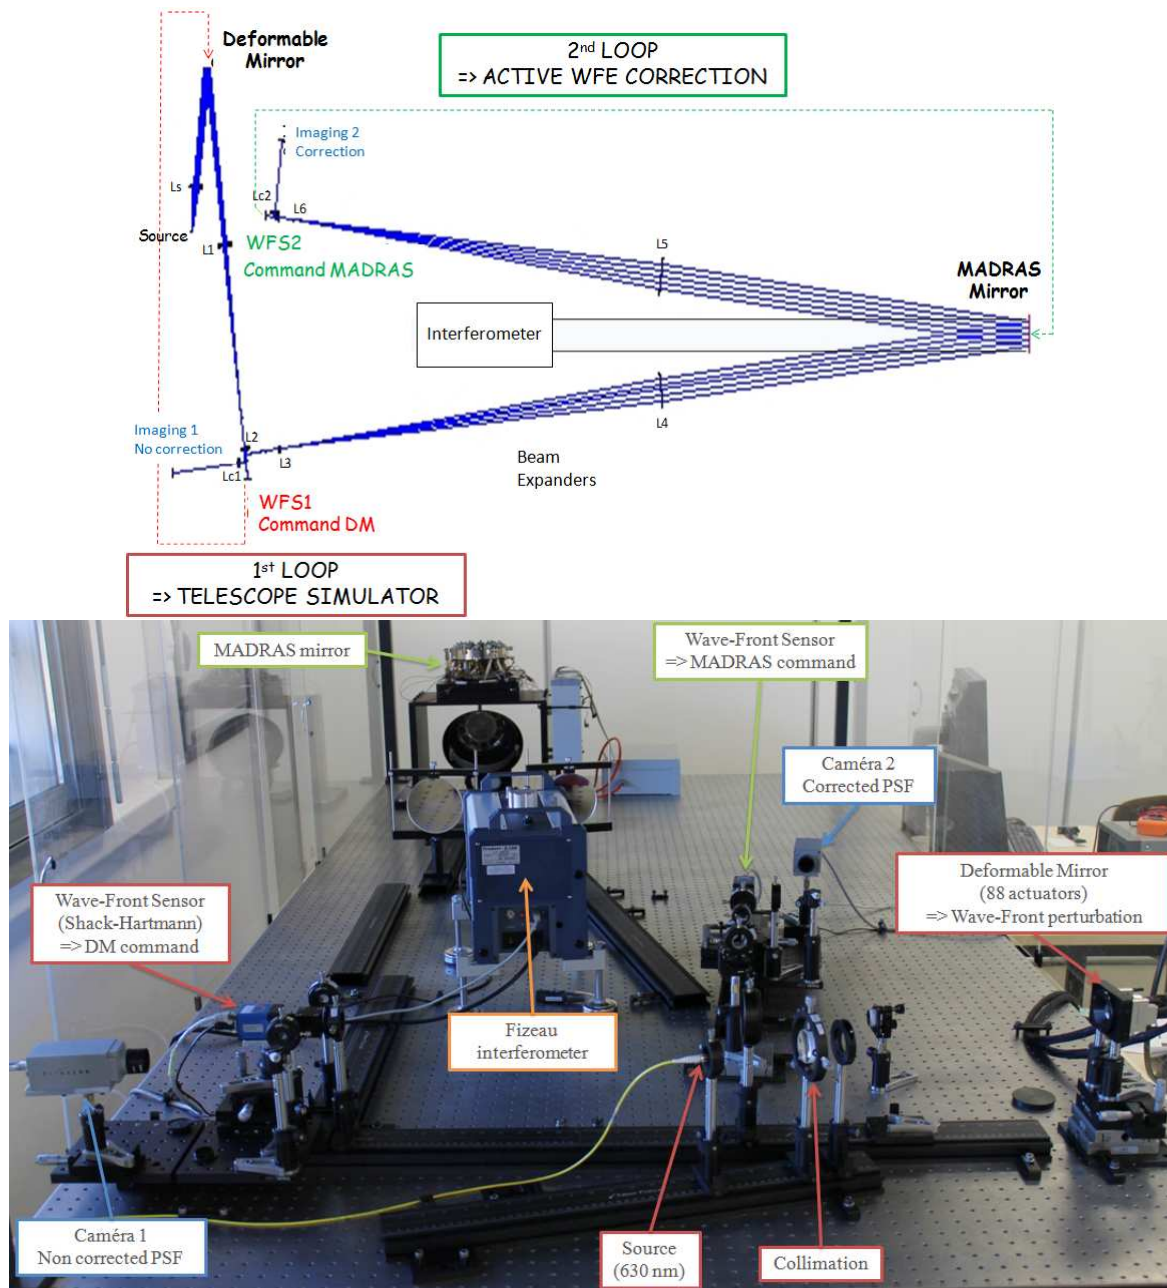 Deformable
Mirror
2nd LOOP
=> ACTIVE WFE CORRECTION
Imaging 2
Correction
Ls
Lc2
L6
Source
L1
WFS2
Command MADRAS
L5
MADRAS
Mirror
Interferometer
L4
Imaging 1
No correction
L2
L3
Lc1
Beam
Expanders
WFS1
Command DM
1st LOOP
=> TELESCOPE SIMULATOR
MADRAS mirror
Wave-Front Sensor
=> MADRAS command
Caméra 2
Corrected PSF
Wave-Front Sensor
(Shack-Hartmann)
=> DM command
Deformable Mirror
(88 actuators)
=> Wave-Front perturbation
Fizeau
interferometer
Caméra 1
Non corrected PSF
Source
(630 nm)
Collimation